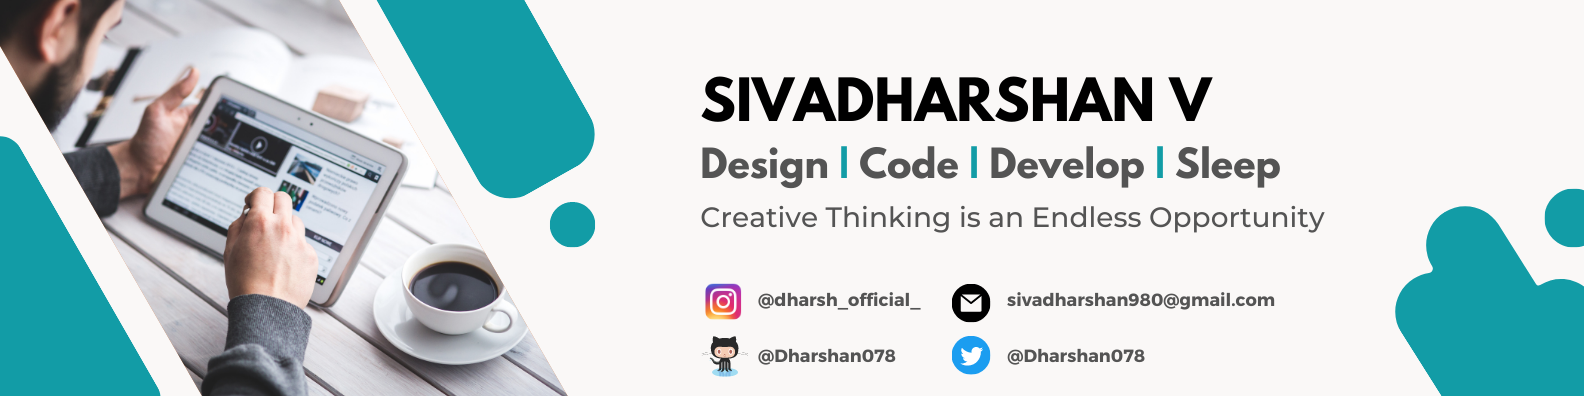 SIVADHARSHAN V
Design | Code | Develop | Sleep
Creative Thinking is an Endless Opportunity
@dharsh_official_
sivadharshan980@gmail.com
@Dharshan078
@Dharshan078